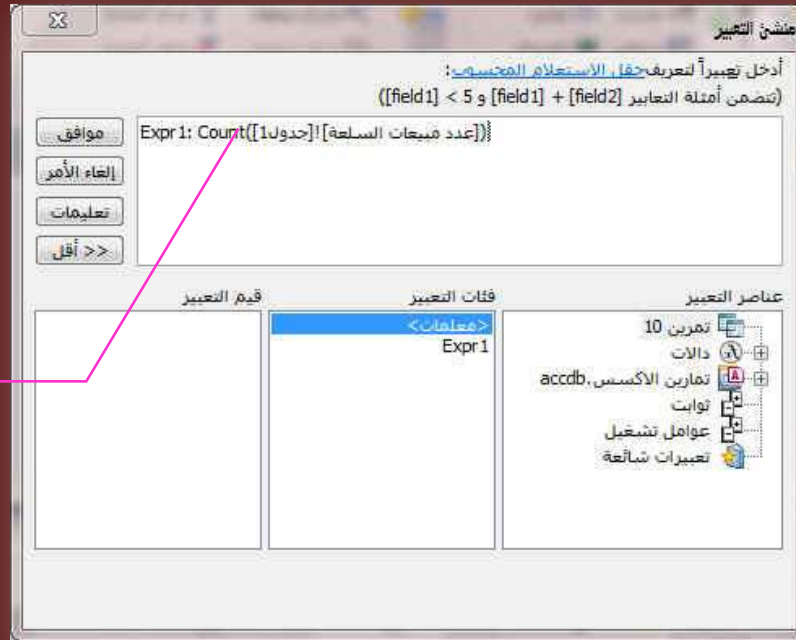 منشئ التعبير
أدخل تعبيراً لتعريف حقل الاستعلام المحسوب:
(تتضمن أمثلة التعابير [field1] + [field2] و [field1] < 5)
Expr1: Count([جدول1]![عدد مبيعات السلعة])
موافق
إلغاء الأمر
تعليمات
<< أقل
عناصر التعبير
تمرين 10
دالات
تمارين الاكسس.accdb
ثوابت
عوامل تشغيل
تعبيرات شائعة
فئات التعبير
<معلمات>
Expr1
قيم التعبير